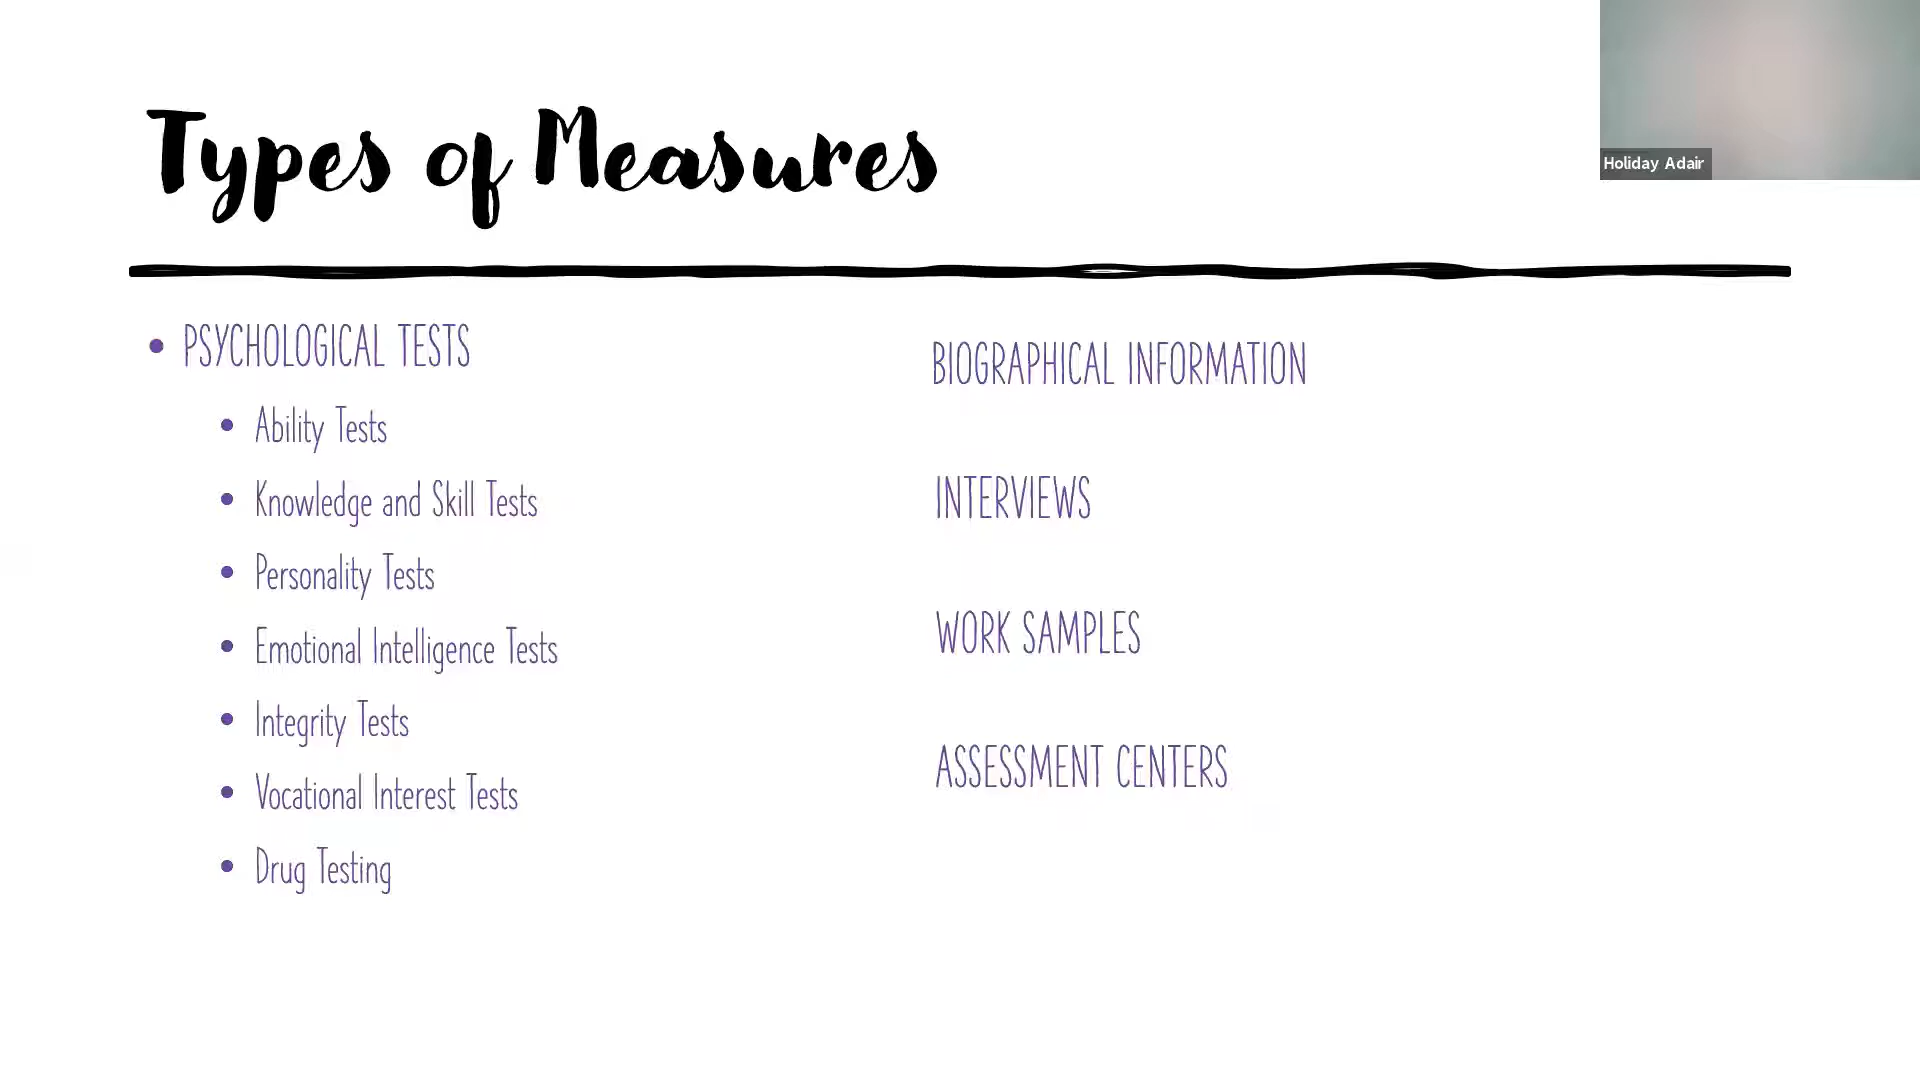 Types of Measures
Holiday Adair
• PSYCHOLOGICAL TESTS
• Ability Tests
• Knowledge and Skill Tests
• Personality Tests
• Emotional Intelligence Tests
• Integrity Tests
• Vocational Interest Tests
• Drug Testing
BIOGRAPHICAL INFORMATION
INTERVIEWS
WORK SAMPLES
ASSESSMENT CENTERS